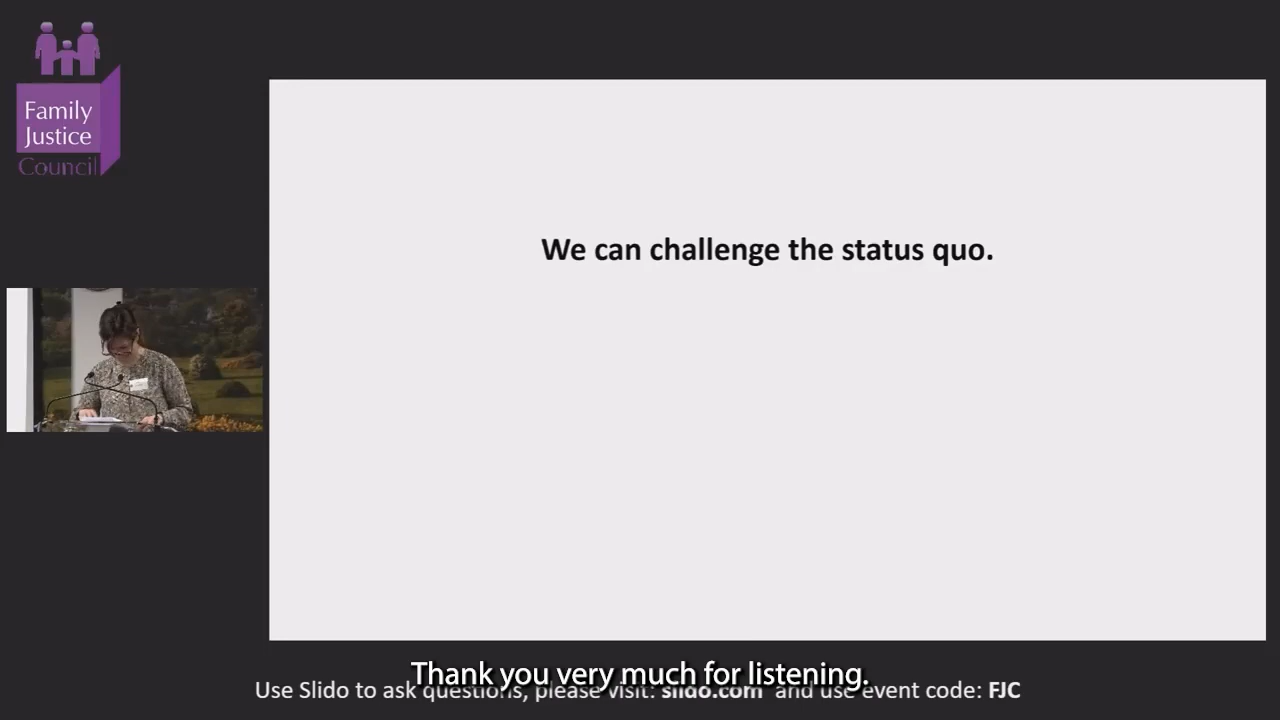 Family
Justice
Council
We can challenge the status quo.
Thank you very much for listening.
Use Slido to ask questions, please visit: slido.com and use event code: FJC